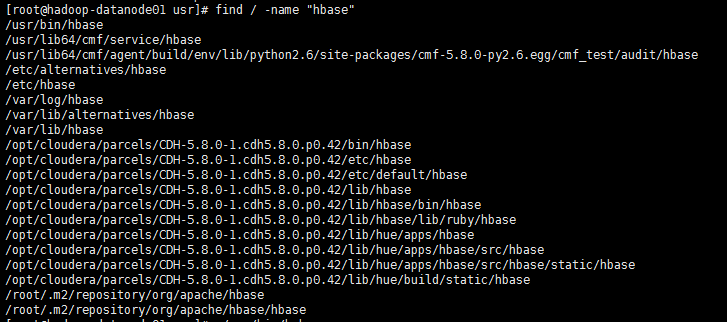 [root@hadoop-datanode01 usr]# find / -name "hbase"
/usr/bin/hbase
/usr/lib64/cmf/service/hbase
/usr/lib64/cmf/agent/build/env/lib/python2.6/site-packages/cmf-5.8.0-py2.6.egg/cmf_test/audit/hbase
/etc/alternatives/hbase
/etc/hbase
/var/log/hbase
/var/lib/alternatives/hbase
/var/lib/hbase
/opt/cloudera/parcels/CDH-5.8.0-1.cdh5.8.0.p0.42/bin/hbase
/opt/cloudera/parcels/CDH-5.8.0-1.cdh5.8.0.p0.42/etc/hbase
/opt/cloudera/parcels/CDH-5.8.0-1.cdh5.8.0.p0.42/etc/default/hbase
/opt/cloudera/parcels/CDH-5.8.0-1.cdh5.8.0.p0.42/lib/hbase
/opt/cloudera/parcels/CDH-5.8.0-1.cdh5.8.0.p0.42/lib/hbase/bin/hbase
/opt/cloudera/parcels/CDH-5.8.0-1.cdh5.8.0.p0.42/lib/hbase/lib/ruby/hbase
/opt/cloudera/parcels/CDH-5.8.0-1.cdh5.8.0.p0.42/lib/hue/apps/hbase
/opt/cloudera/parcels/CDH-5.8.0-1.cdh5.8.0.p0.42/lib/hue/apps/hbase/src/hbase
/opt/cloudera/parcels/CDH-5.8.0-1.cdh5.8.0.p0.42/lib/hue/apps/hbase/src/hbase/static/hbase
/opt/cloudera/parcels/CDH-5.8.0-1.cdh5.8.0.p0.42/lib/hue/build/static/hbase
/root/.m2/repository/org/apache/hbase
/root/.m2/repository/org/apache/hbase/hbase